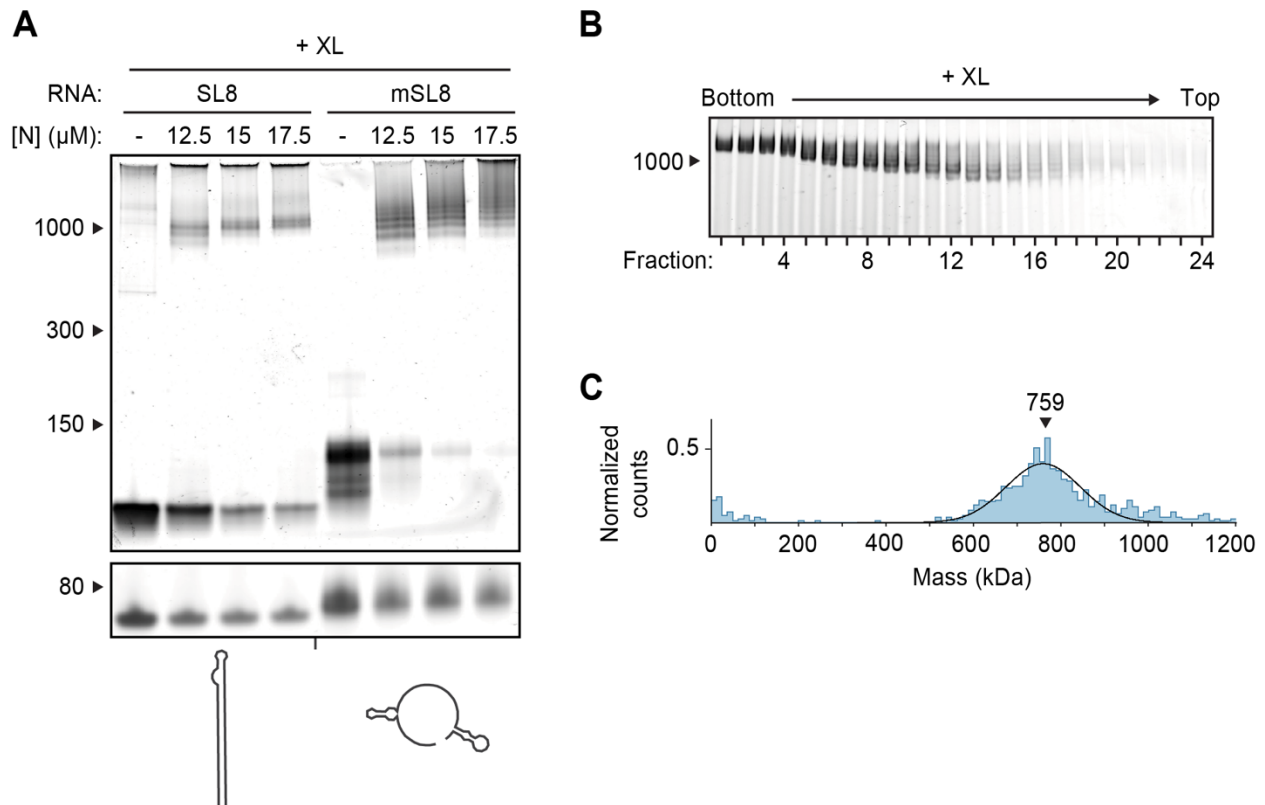 A
+ XL
RNA: SL8 mSL8
[N] (µM): - 12.5 15 17.5 - 12.5 15 17.5
1000
300
150
80
B
+ XL
Bottom Top
1000
Fraction: 4 8 12 16 20 24
C
759
0.5
Normalized
counts
0 200 400 600 800 1000 1200
Mass (kDa)